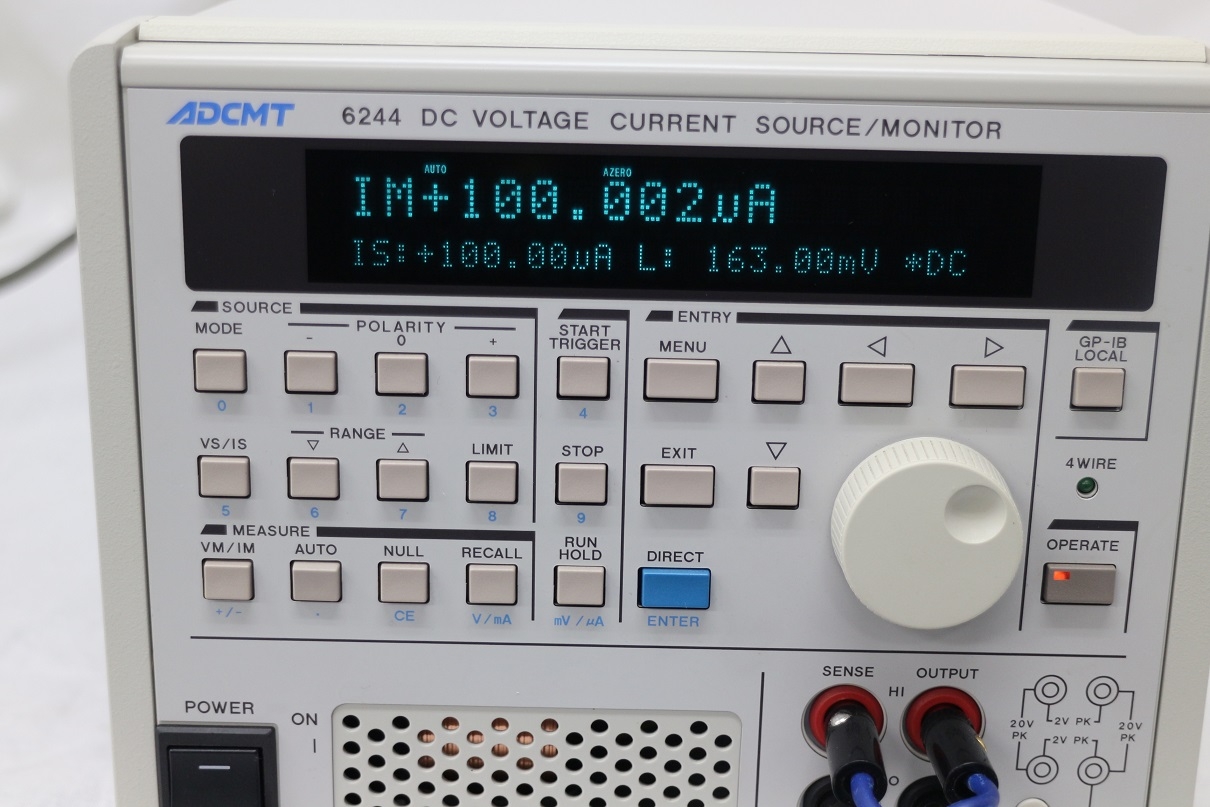 ADCMT 6244 DC VOLTAGE CURRENT SOURCE/MONITOR
AUTO AZERO
IM+100.002µA
IS:+100.00µA L: 163.00mV *DC
SOURCE
MODE
POLARITY
- 0 +
START
TRIGGER
ENTRY
MENU
GP-IB
LOCAL
0 1 2 3 4
VS/IS
RANGE
LIMIT
STOP
EXIT
4WIRE
5 6 7 8 9
MEASURE
VM/IM AUTO NULL RECALL
RUN
HOLD
DIRECT
OPERATE
+/- . CE V/mA mV/µA ENTER
POWER
ON
|
SENSE OUTPUT
HI
20V
PK
2V PK
2V PK
20V
PK